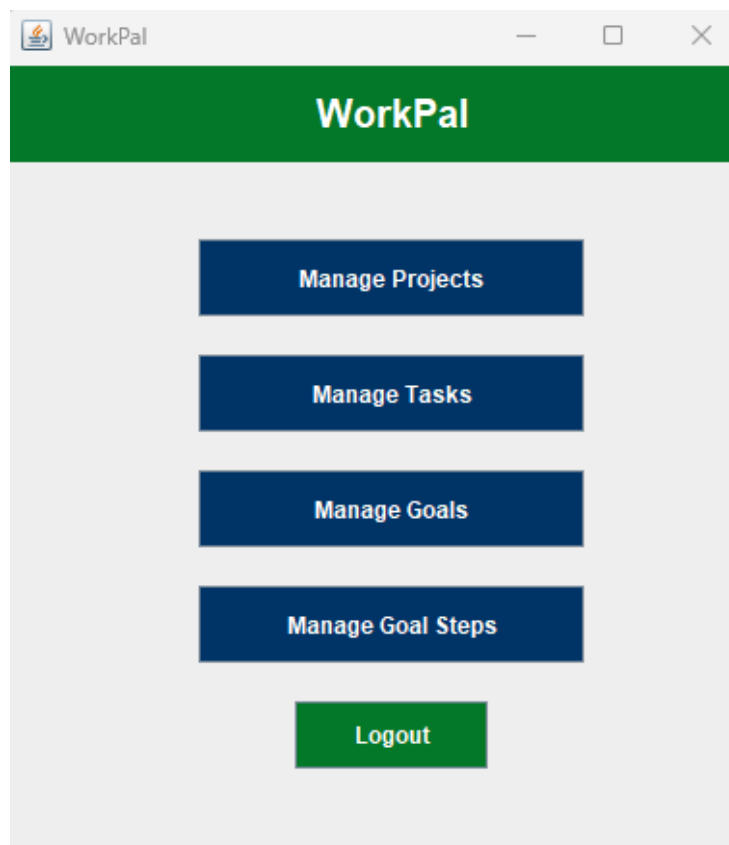 WorkPal
WorkPal
Manage Projects
Manage Tasks
Manage Goals
Manage Goal Steps
Logout